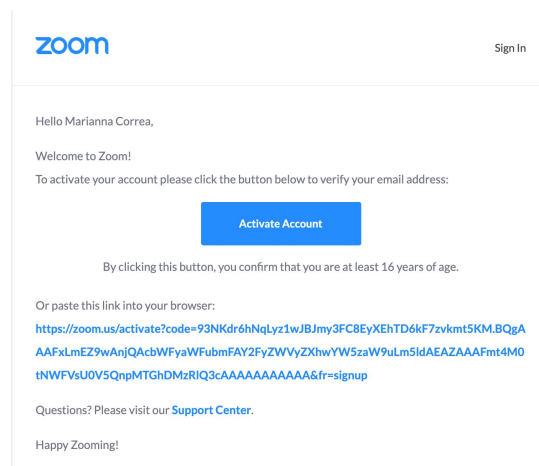 zoom
Sign In
Hello Marianna Correa,
Welcome to Zoom!
To activate your account please click the button below to verify your email address:
Activate Account
By clicking this button, you confirm that you are at least 16 years of age.
Or paste this link into your browser:
https://zoom.us/activate?code=93NKdr6hNqLyz1wJBJmy3FC8EyXEhTD6kF7zvkmt5KM.BQgA
AAFxLmEZ9wAnjQAcbWFyaWFubmFAY2FyZWVyZXhwYW5zaW9uLm5ldAEAZAAAFmt4M0
tNWFVsU0V5QnpMTGhDMzRlQ3cAAAAAAAAAAA&fr=signup
Questions? Please visit our Support Center.
Happy Zooming!